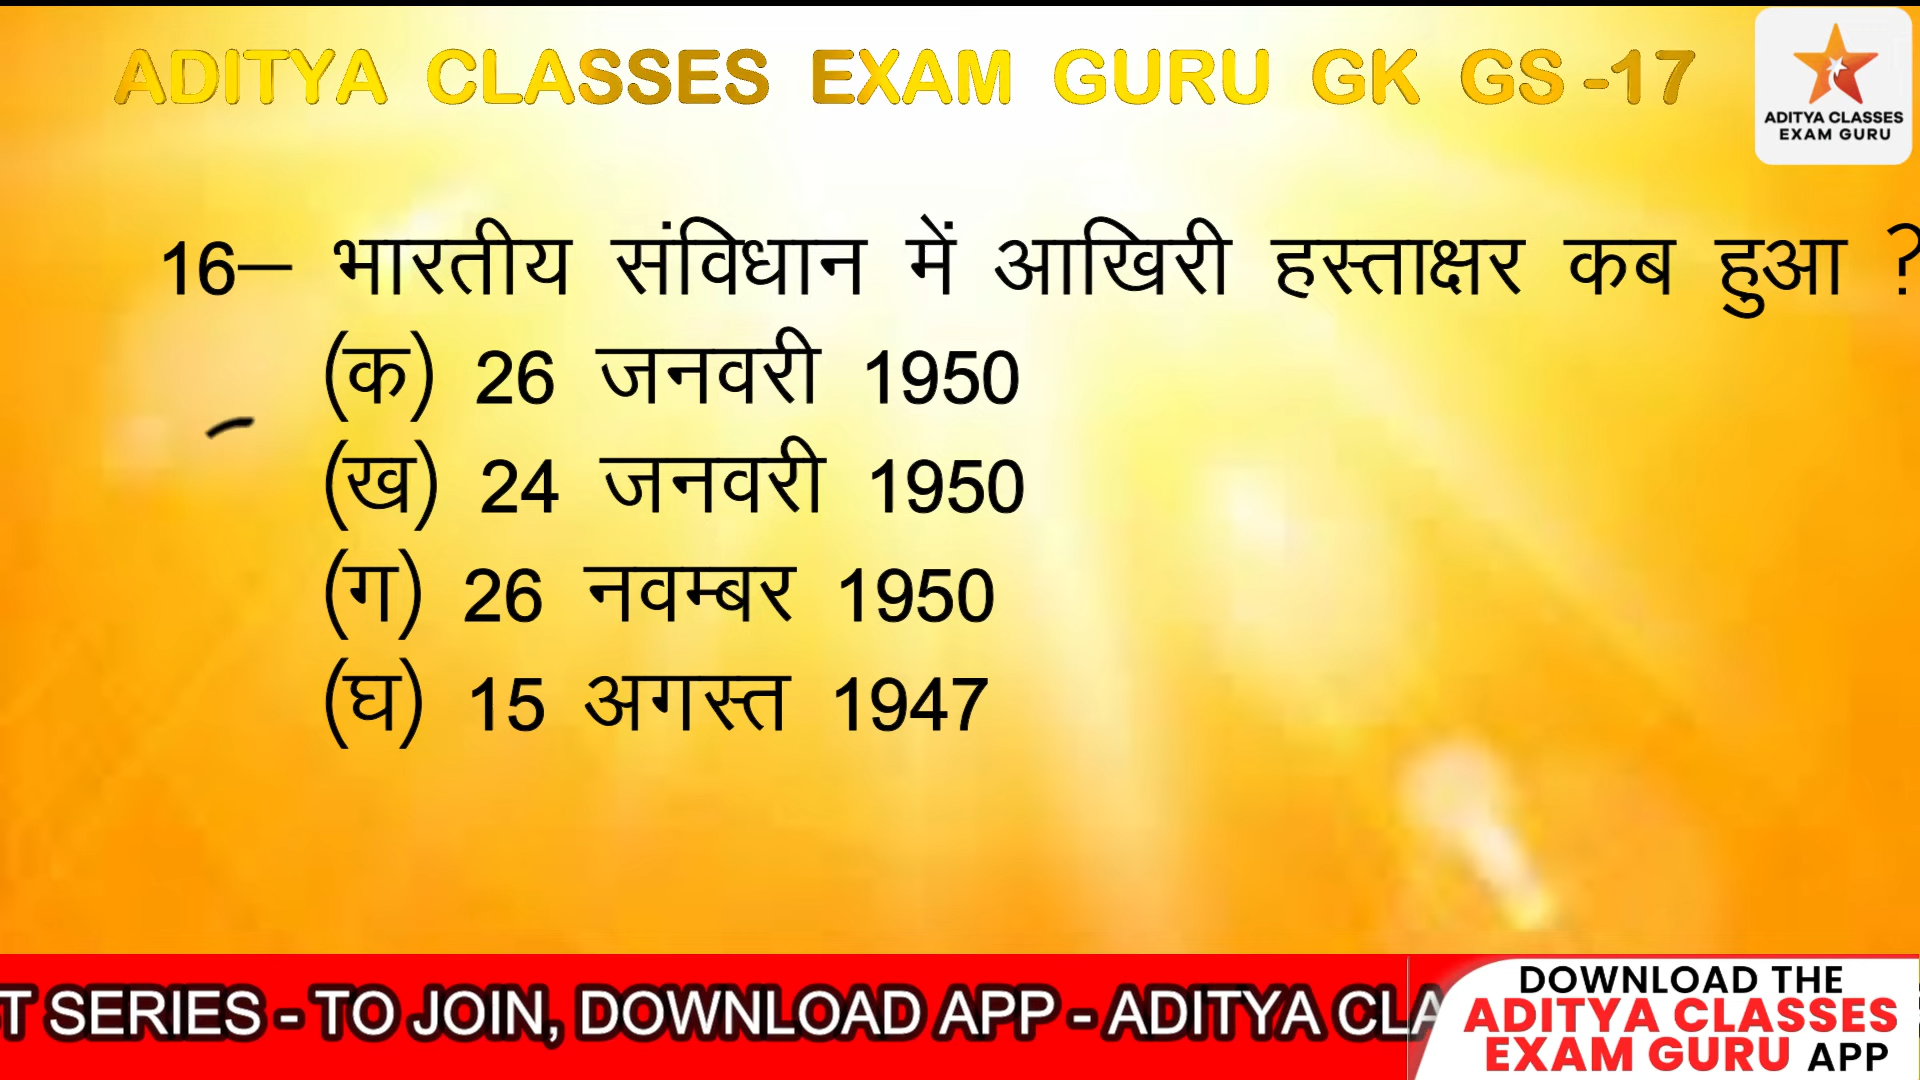 ADITYA CLASSES EXAM GURU GK GS -17
ADITYA CLASSES
EXAM GURU
16– भारतीय संविधान में आखिरी हस्ताक्षर कब हुआ ?
(क) 26 जनवरी 1950
(ख) 24 जनवरी 1950
(ग) 26 नवम्बर 1950
(घ) 15 अगस्त 1947
T SERIES - TO JOIN, DOWNLOAD APP - ADITYA CLA
DOWNLOAD THE
ADITYA CLASSES
EXAM GURU APP